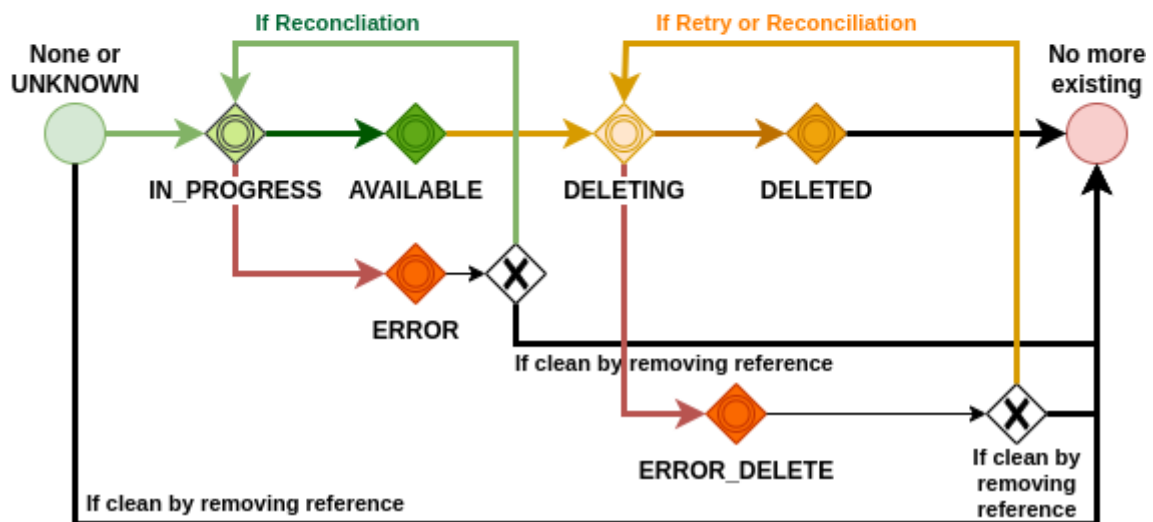 If Reconcliation
If Retry or Reconciliation
None or
UNKNOWN
No more
existing
IN_PROGRESS
AVAILABLE
DELETING
DELETED
X
ERROR
If clean by removing reference
X
ERROR_DELETE
If clean by
removing
reference
If clean by removing reference